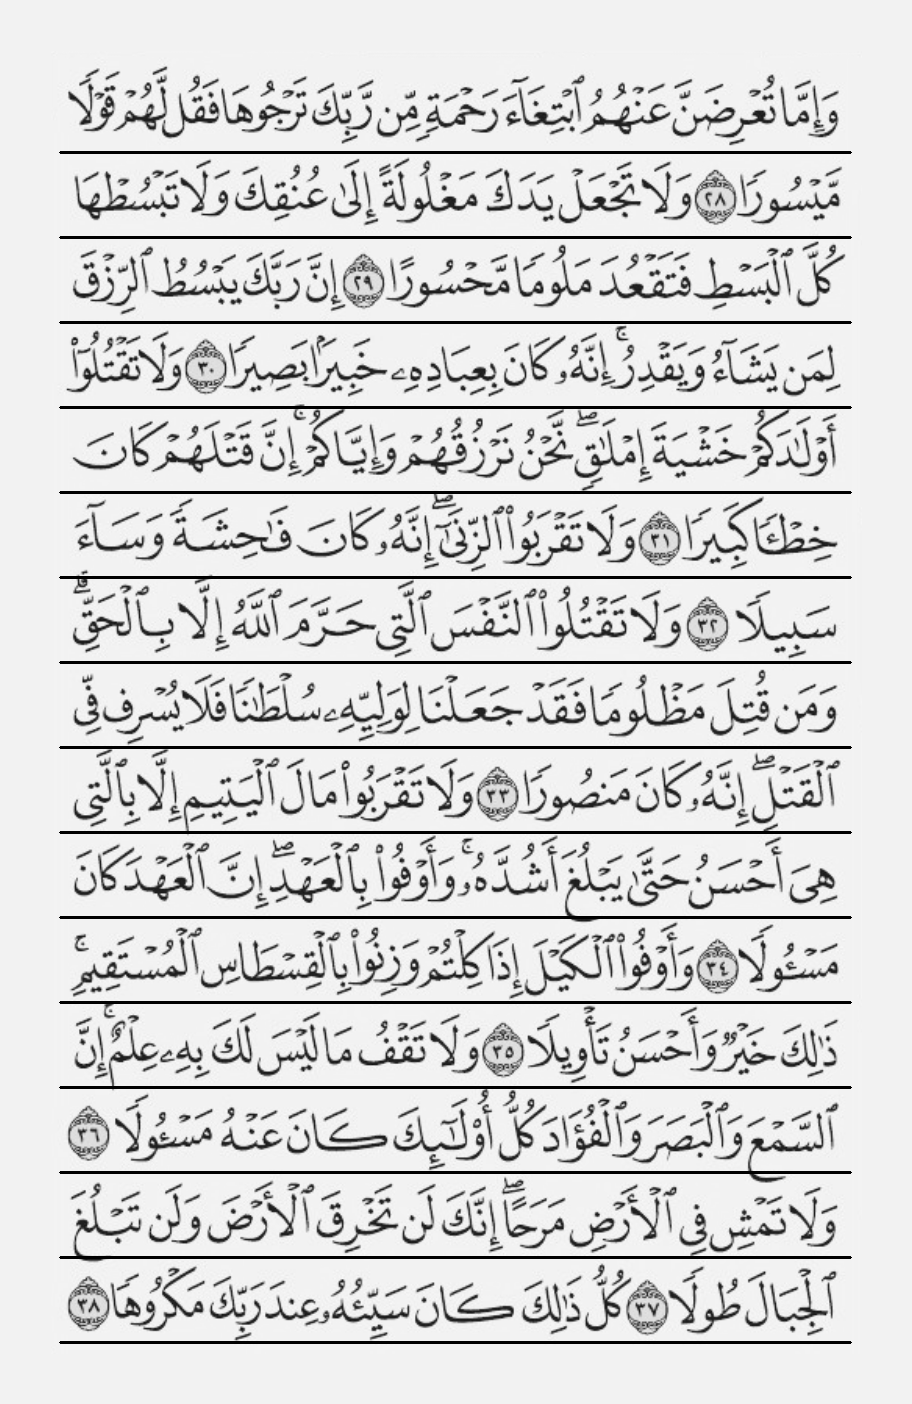 وَإِمَّا تُعْرِضَنَّ عَنْهُمُ ٱبْتِغَآءَ رَحْمَةٍ مِّن رَّبِّكَ تَرْجُوهَا فَقُل لَّهُمْ قَوْلًا
مَّيْسُورًا ٢٨ وَلَا تَجْعَلْ يَدَكَ مَغْلُولَةً إِلَىٰ عُنُقِكَ وَلَا تَبْسُطْهَا
كُلَّ ٱلْبَسْطِ فَتَقْعُدَ مَلُومًا مَّحْسُورًا ٢٩ إِنَّ رَبَّكَ يَبْسُطُ ٱلرِّزْقَ
لِمَن يَشَآءُ وَيَقْدِرُ ۚ إِنَّهُۥ كَانَ بِعِبَادِهِۦ خَبِيرًۢا بَصِيرًا ٣٠ وَلَا تَقْتُلُوٓا۟
أَوْلَٰدَكُمْ خَشْيَةَ إِمْلَٰقٍ ۖ نَّحْنُ نَرْزُقُهُمْ وَإِيَّاكُمْ ۚ إِنَّ قَتْلَهُمْ كَانَ
خِطْـًٔا كَبِيرًا ٣١ وَلَا تَقْرَبُوا۟ ٱلزِّنَىٰٓ ۖ إِنَّهُۥ كَانَ فَٰحِشَةً وَسَآءَ
سَبِيلًا ٣٢ وَلَا تَقْتُلُوا۟ ٱلنَّفْسَ ٱلَّتِى حَرَّمَ ٱللَّهُ إِلَّا بِٱلْحَقِّ ۗ
وَمَن قُتِلَ مَظْلُومًا فَقَدْ جَعَلْنَا لِوَلِيِّهِۦ سُلْطَٰنًا فَلَا يُسْرِف فِّى
ٱلْقَتْلِ ۖ إِنَّهُۥ كَانَ مَنصُورًا ٣٣ وَلَا تَقْرَبُوا۟ مَالَ ٱلْيَتِيمِ إِلَّا بِٱلَّتِى
هِىَ أَحْسَنُ حَتَّىٰ يَبْلُغَ أَشُدَّهُۥ ۚ وَأَوْفُوا۟ بِٱلْعَهْدِ ۖ إِنَّ ٱلْعَهْدَ كَانَ
مَسْـُٔولًا ٣٤ وَأَوْفُوا۟ ٱلْكَيْلَ إِذَا كِلْتُمْ وَزِنُوا۟ بِٱلْقِسْطَاسِ ٱلْمُسْتَقِيمِ ۚ
ذَٰلِكَ خَيْرٌ وَأَحْسَنُ تَأْوِيلًا ٣٥ وَلَا تَقْفُ مَا لَيْسَ لَكَ بِهِۦ عِلْمٌ ۚ إِنَّ
ٱلسَّمْعَ وَٱلْبَصَرَ وَٱلْفُؤَادَ كُلُّ أُو۟لَٰٓئِكَ كَانَ عَنْهُ مَسْـُٔولًا ٣٦
وَلَا تَمْشِ فِى ٱلْأَرْضِ مَرَحًا ۖ إِنَّكَ لَن تَخْرِقَ ٱلْأَرْضَ وَلَن تَبْلُغَ
ٱلْجِبَالَ طُولًا ٣٧ كُلُّ ذَٰلِكَ كَانَ سَيِّئُهُۥ عِندَ رَبِّكَ مَكْرُوهًا ٣٨